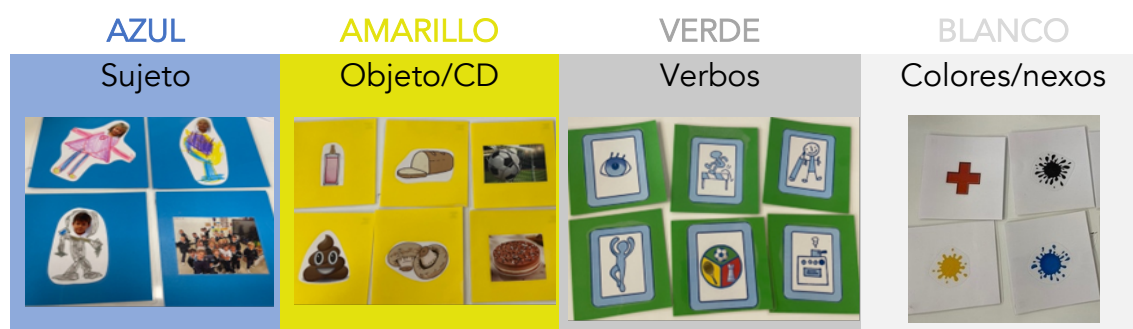 AZUL
AMARILLO
VERDE
BLANCO
Sujeto
Objeto/CD
Verbos
Colores/nexos